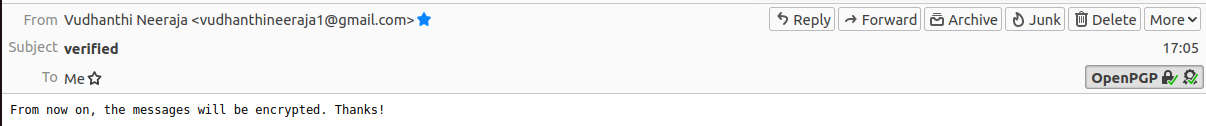 From Vudhanthi Neeraja <vudhanthineeraja1@gmail.com> Reply Forward Archive Junk Delete More
Subject verified 17:05
To Me OpenPGP
From now on, the messages will be encrypted. Thanks!